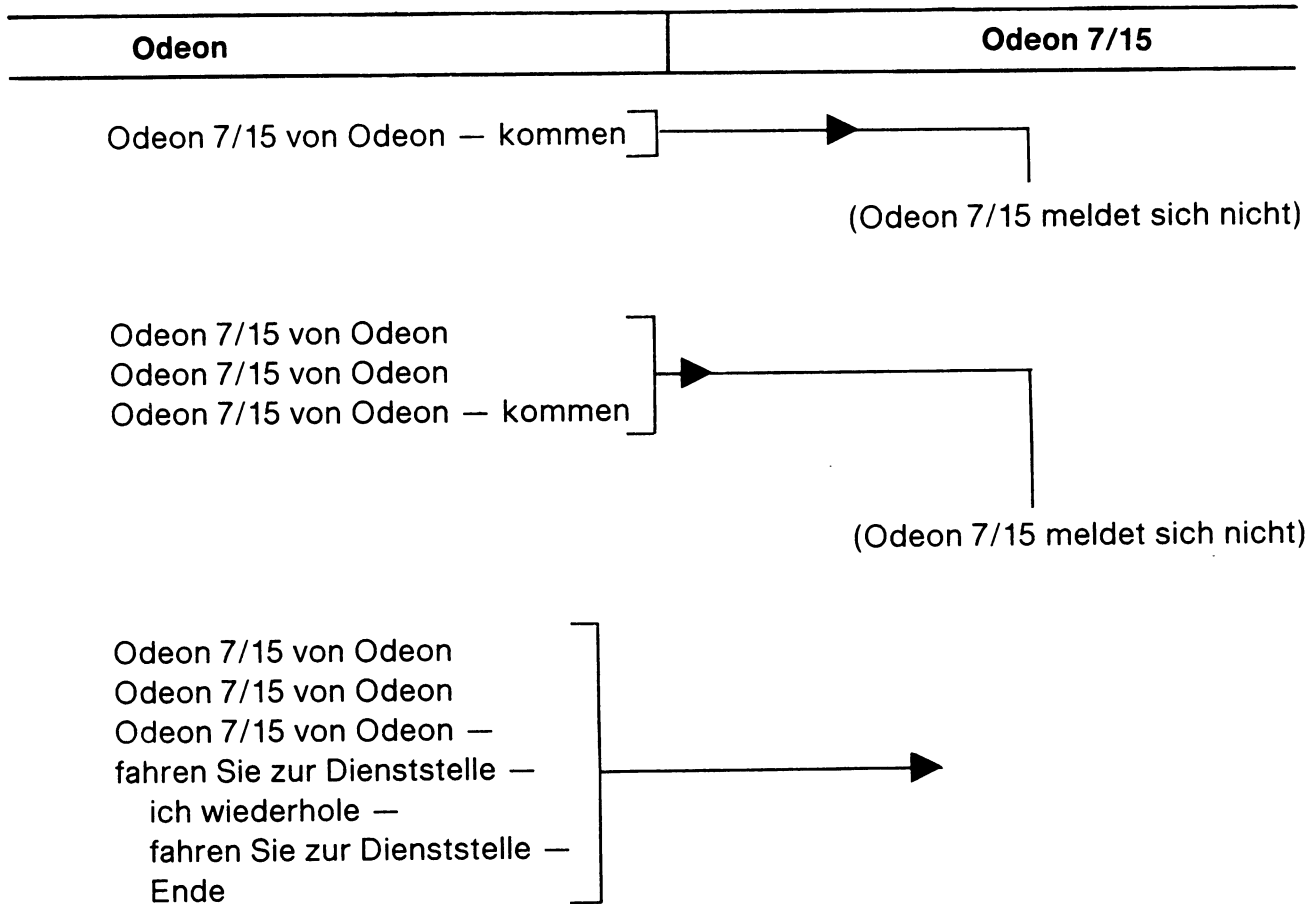 Odeon
Odeon 7/15
Odeon 7/15 von Odeon — kommen
(Odeon 7/15 meldet sich nicht)
Odeon 7/15 von Odeon
Odeon 7/15 von Odeon
Odeon 7/15 von Odeon — kommen
(Odeon 7/15 meldet sich nicht)
Odeon 7/15 von Odeon
Odeon 7/15 von Odeon
Odeon 7/15 von Odeon —
fahren Sie zur Dienststelle —
ich wiederhole —
fahren Sie zur Dienststelle —
Ende